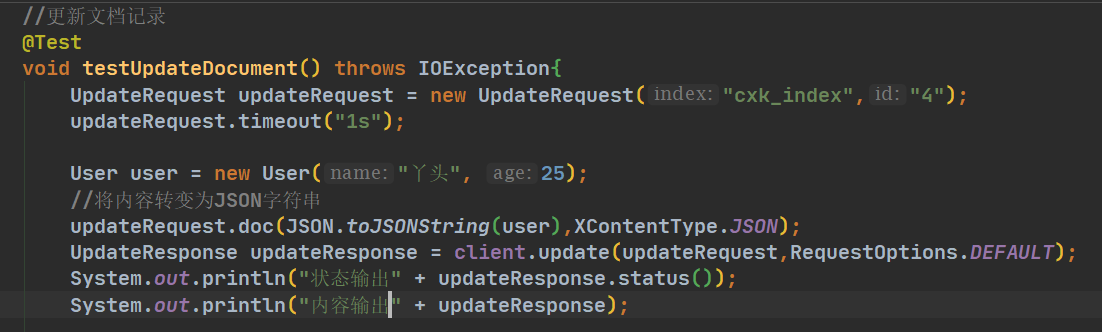 //更新文档记录
@Test
void testUpdateDocument() throws IOException{
UpdateRequest updateRequest = new UpdateRequest( index: "cxk_index", id: "4");
updateRequest.timeout("1s");
User user = new User( name: "丫头", age: 25);
//将内容转变为JSON字符串
updateRequest.doc(JSON.toJSONString(user),XContentType.JSON);
UpdateResponse updateResponse = client.update(updateRequest,RequestOptions.DEFAULT);
System.out.println("状态输出" + updateResponse.status());
System.out.println("内容输出" + updateResponse);